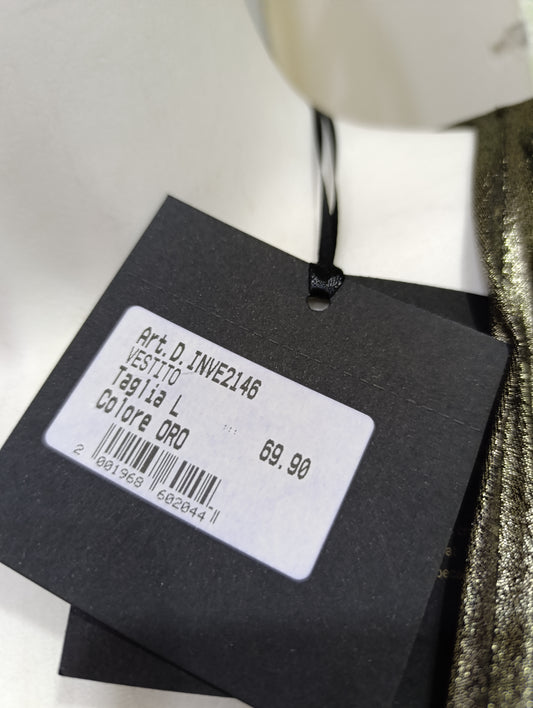 Art. D. INVE2146
VESTITO
Taglia L
Colore ORO
69.90
2 001968 602044